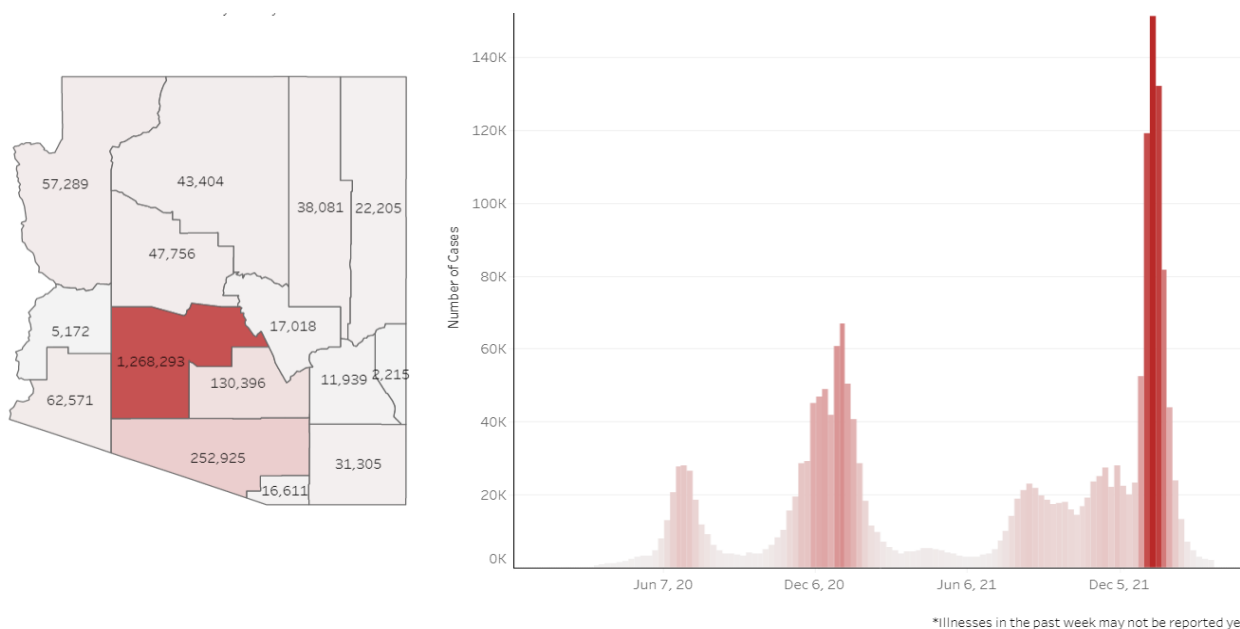 57,289
43,404
38,081
22,205
47,756
5,172
17,018
1,268,293
11,939
2,215
130,396
62,571
252,925
31,305
16,611
Number of Cases
140K
120K
100K
80K
60K
40K
20K
0K
Jun 7, 20
Dec 6, 20
Jun 6, 21
Dec 5, 21
*Illnesses in the past week may not be reported ye